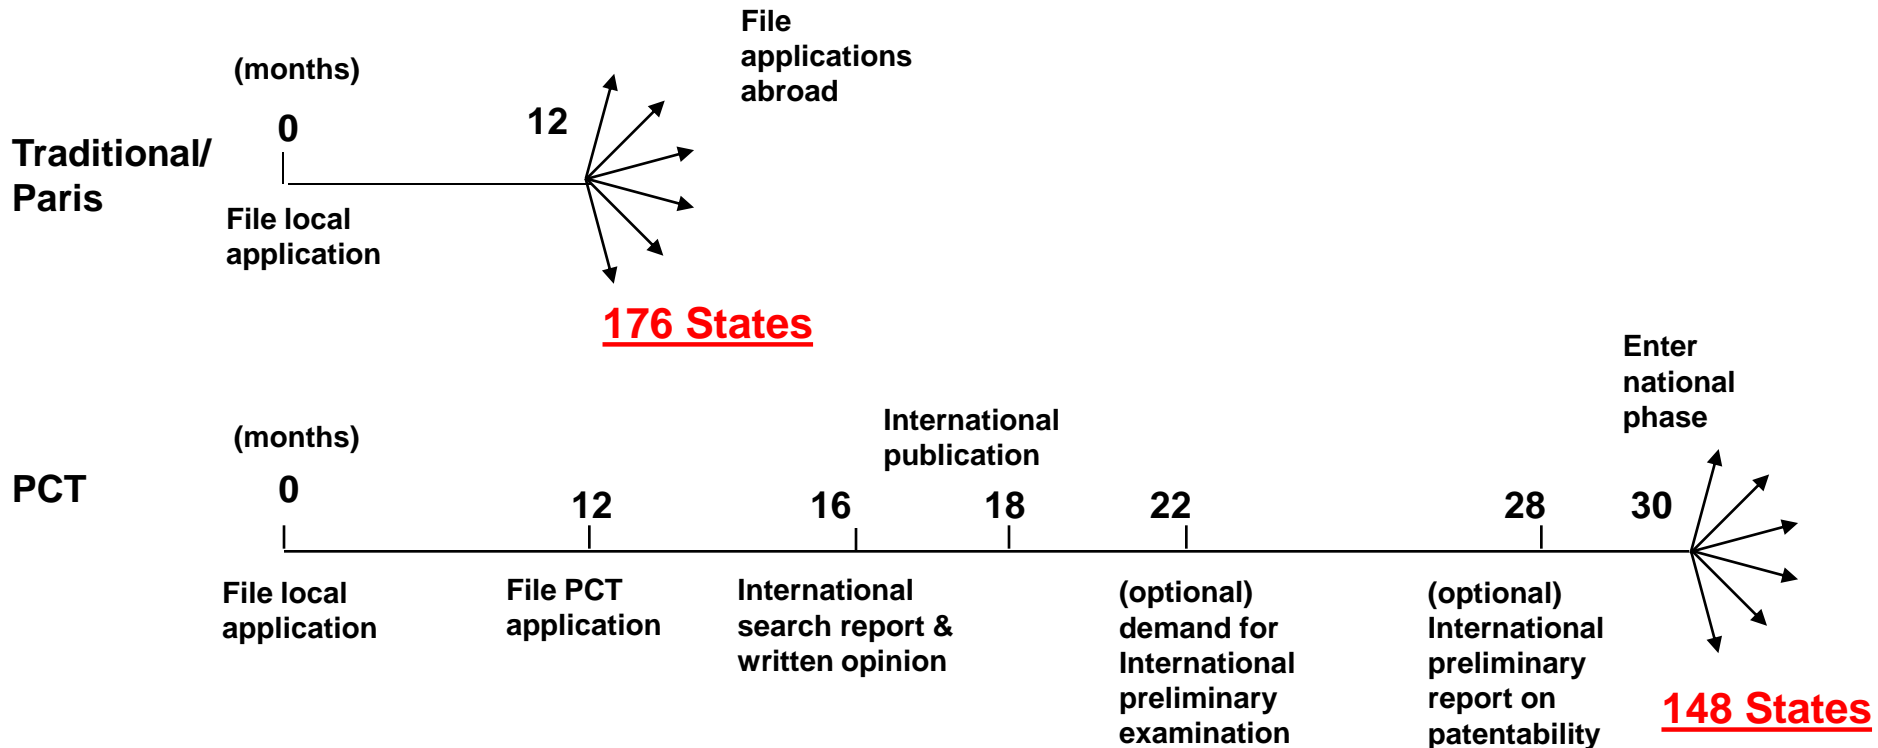 File
applications
abroad
(months)
0
12
Traditional/
Paris
File local
application
176 States
Enter
national
phase
International
publication
(months)
PCT
0
12
16
18
22
28
30
File local
application
File PCT
application
International
search report &
written opinion
(optional)
demand for
International
preliminary
examination
(optional)
International
preliminary
report on
patentability
148 States